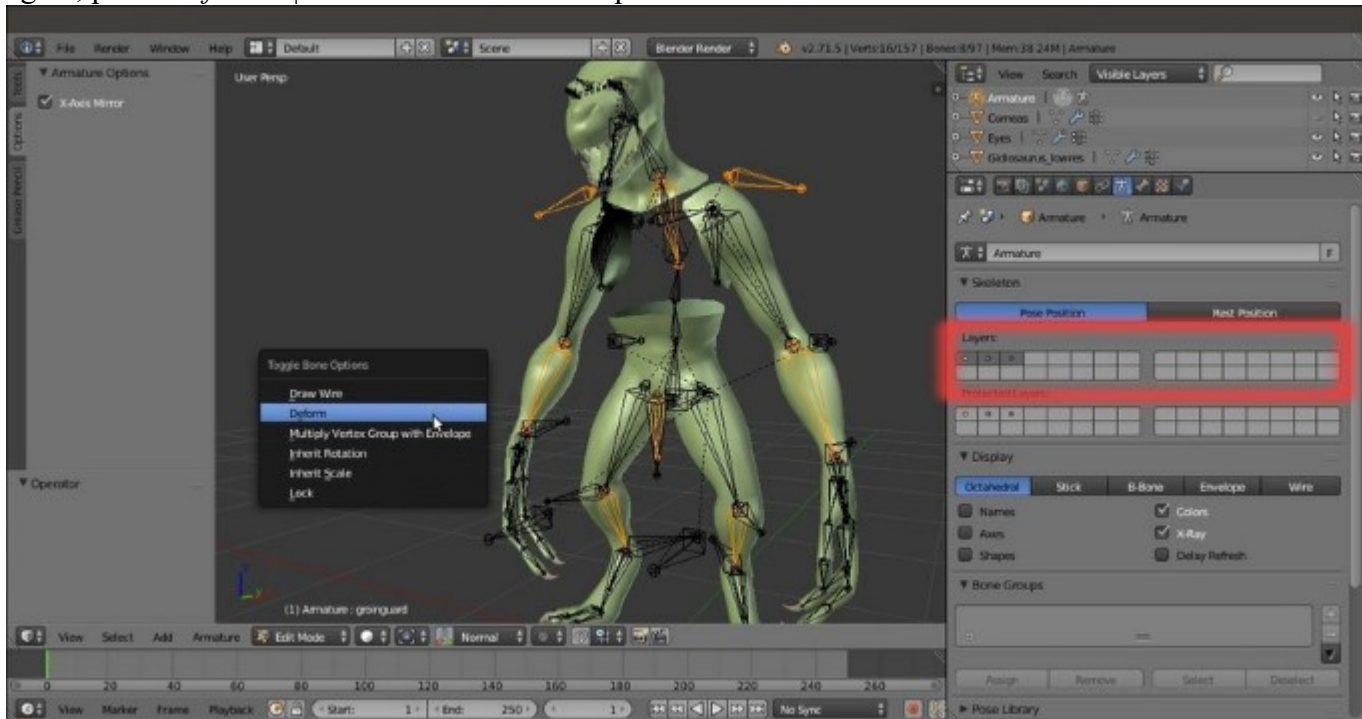 File Render Window Help Default Scene Blender Render v2.71.5 | Verts:16/157 | Bones:8/97 | Mem:38.24M | Armature
Tools
Options
Grease Pencil
▼ Armature Options
X-Axis Mirror
▼ Operator
User Persp
Toggle Bone Options
Draw Wire
Deform
Multiply Vertex Group with Envelope
Inherit Rotation
Inherit Scale
Lock
(1) Armature : groinguard
View Select Add Armature Edit Mode Normal
0 20 40 60 80 100 120 140 160 180 200 220 240 260
View Marker Frame Playback Start: 1 End: 250 1 No Sync
View Search Visible Layers
Armature
Corneas
Eyes
Gidiosaurus_lowres
Armature Armature
Armature F
▼ Skeleton
Pose Position Rest Position
Layers:
Protected Layers:
▼ Display
Octahedral Stick B-Bone Envelope Wire
Names Colors
Axes X-Ray
Shapes Delay Refresh
▼ Bone Groups
Assign Remove Select Deselect
Pose Library